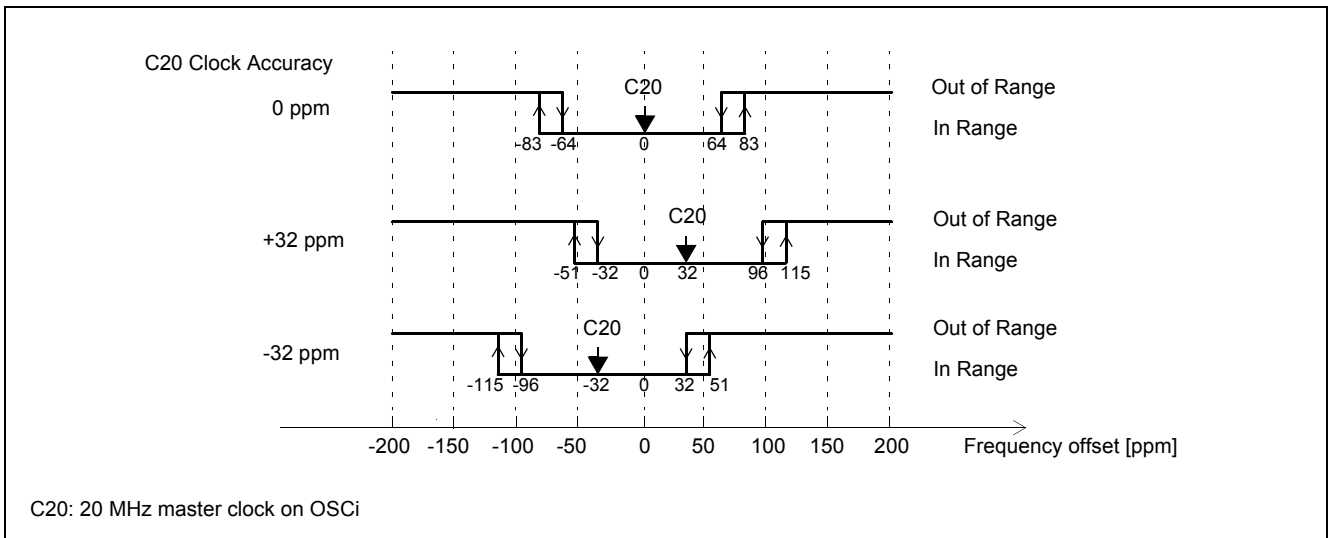 C20 Clock Accuracy
0 ppm
C20
Out of Range
In Range
-83 -64 0 64 83
+32 ppm
C20
Out of Range
In Range
-51 -32 0 32 96 115
-32 ppm
C20
Out of Range
In Range
-115 -96 -32 0 32 51
-200 -150 -100 -50 0 50 100 150 200 Frequency offset [ppm]
C20: 20 MHz master clock on OSCi